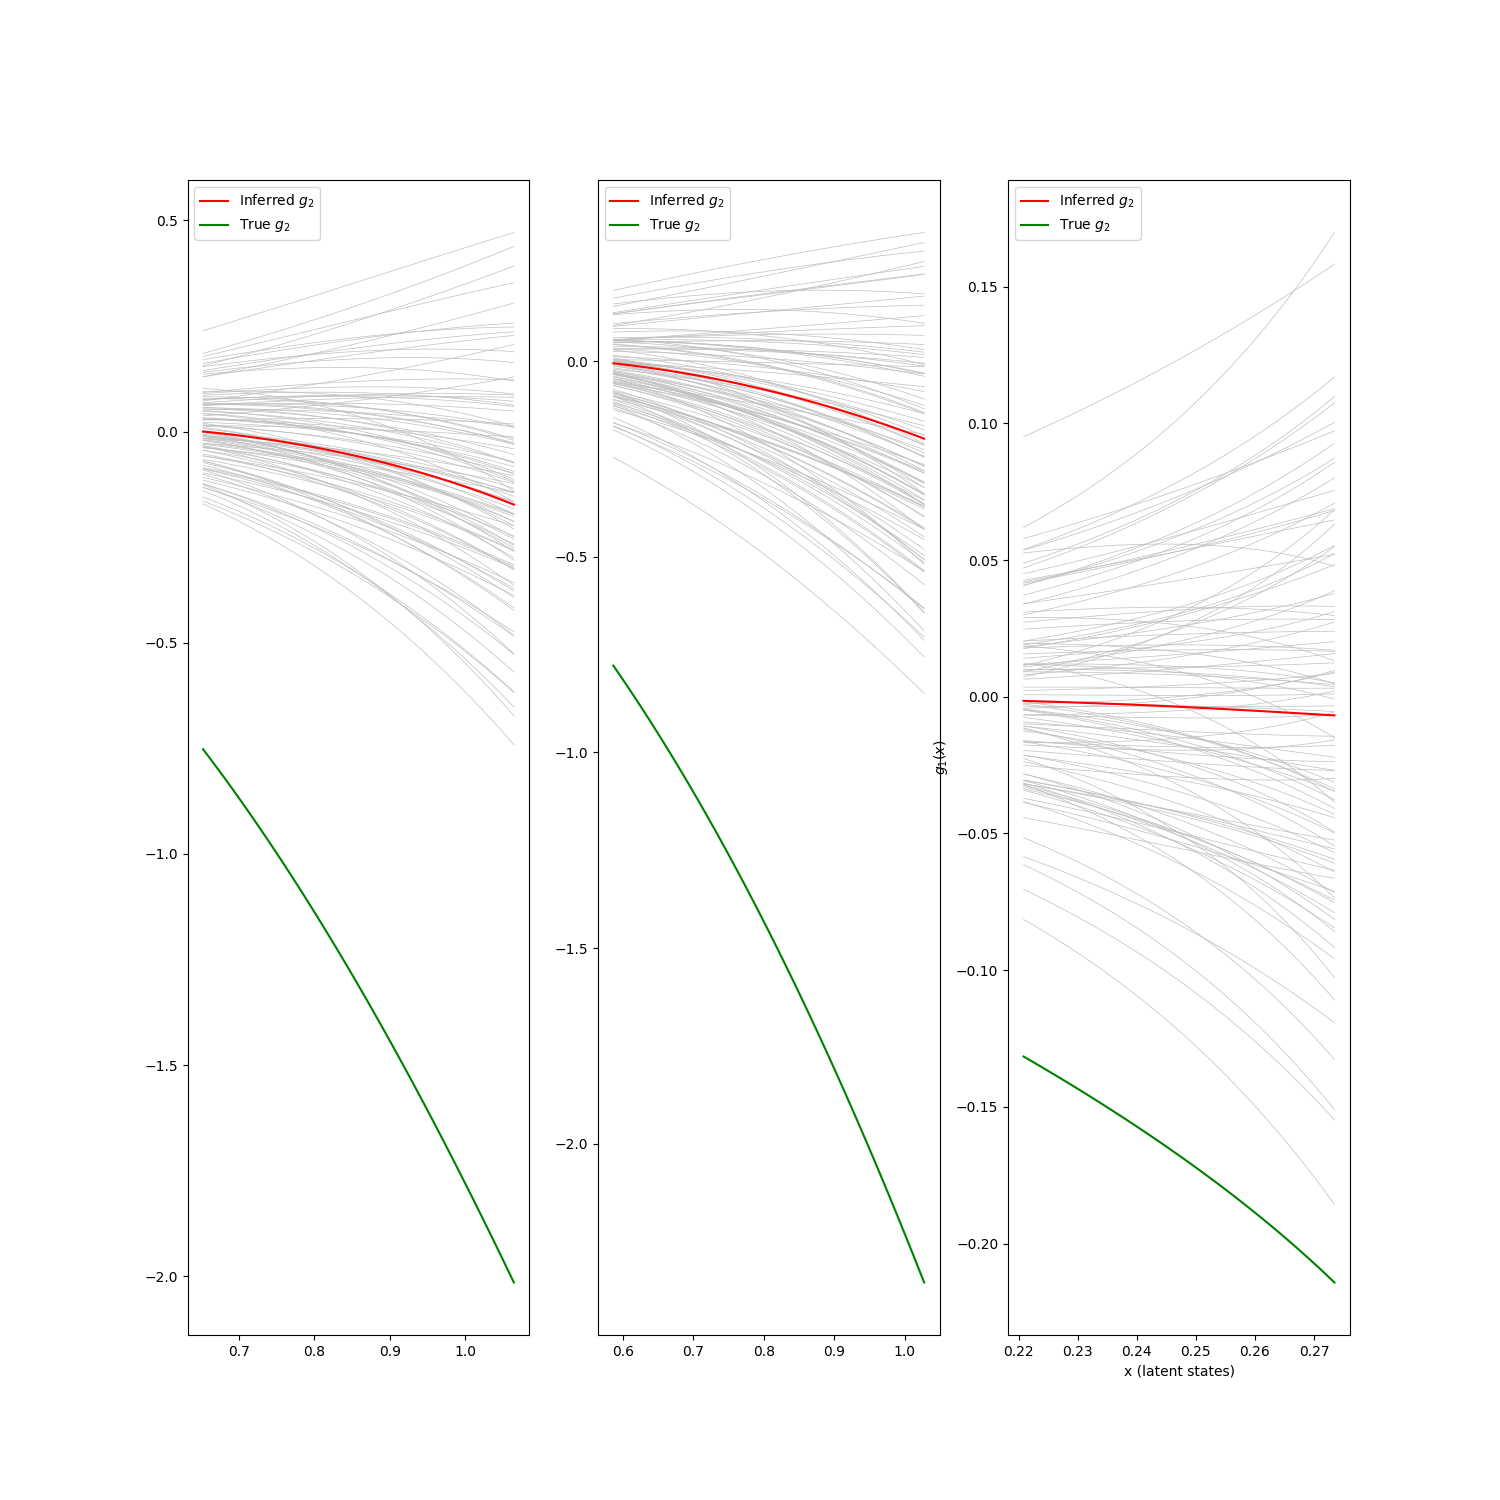 Inferred g₂
True g₂
0.5
0.0
−0.5
−1.0
−1.5
−2.0
0.7 0.8 0.9 1.0
Inferred g₂
True g₂
0.0
−0.5
−1.0
−1.5
−2.0
0.6 0.7 0.8 0.9 1.0
Inferred g₂
True g₂
g₁(x)
0.15
0.10
0.05
0.00
−0.05
−0.10
−0.15
−0.20
0.22 0.23 0.24 0.25 0.26 0.27
x (latent states)